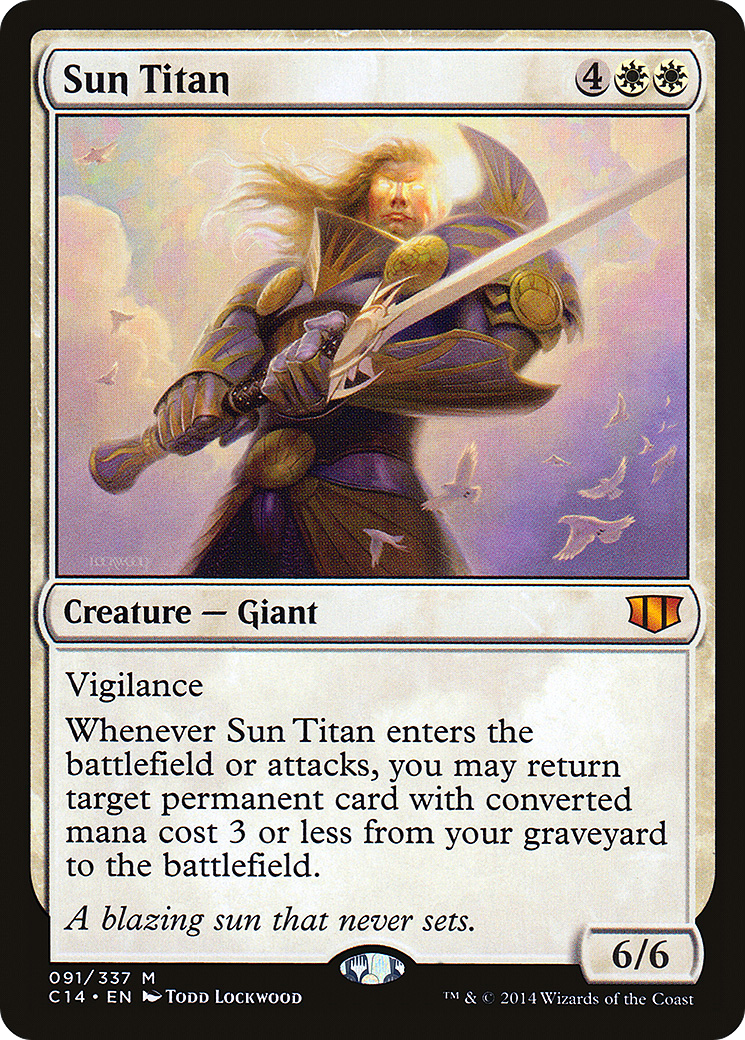 Sun Titan 4
LOCKWOOD
Creature — Giant
Vigilance
Whenever Sun Titan enters the
battlefield or attacks, you may return
target permanent card with converted
mana cost 3 or less from your graveyard
to the battlefield.
A blazing sun that never sets.
6/6
091/337 M
C14 • EN Todd Lockwood
™ & © 2014 Wizards of the Coast